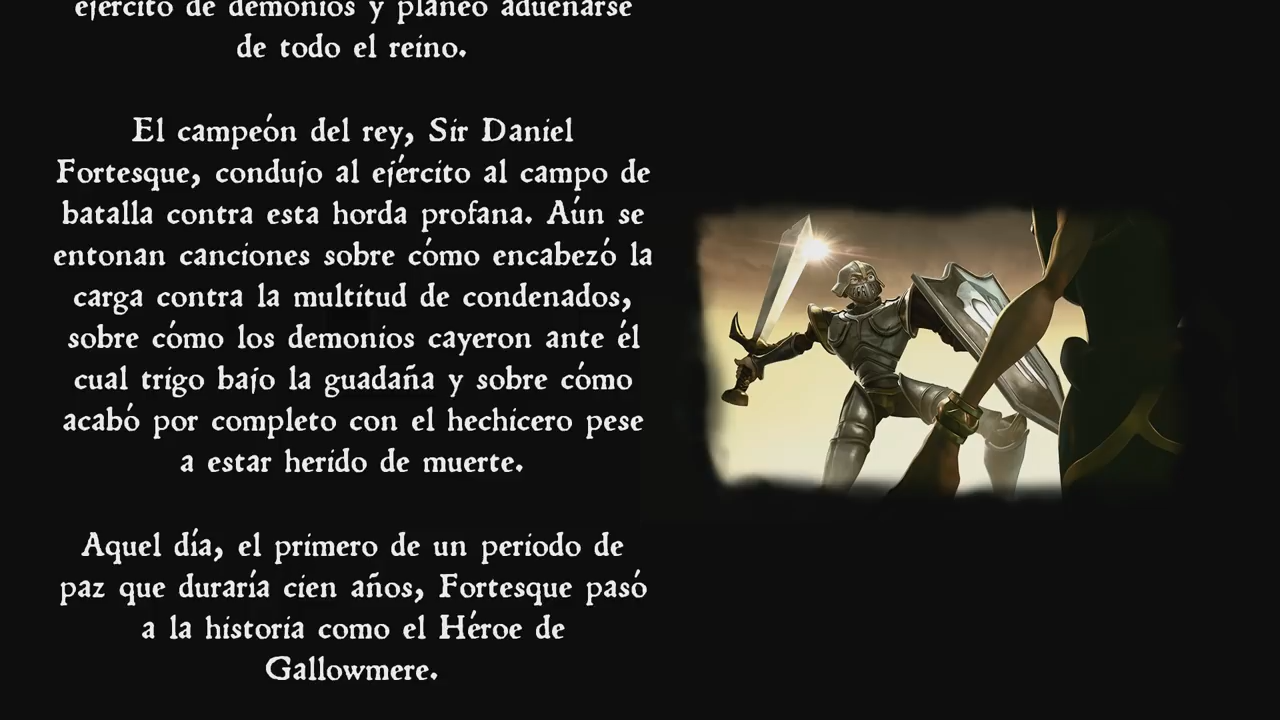 ejército de demonios y planeó adueñarse
de todo el reino.
El campeón del rey, Sir Daniel
Fortesque, condujo al ejército al campo de
batalla contra esta horda profana. Aún se
entonan canciones sobre cómo encabezó la
carga contra la multitud de condenados,
sobre cómo los demonios cayeron ante él
cual trigo bajo la guadaña y sobre cómo
acabó por completo con el hechicero pese
a estar herido de muerte.
Aquel día, el primero de un periodo de
paz que duraría cien años, Fortesque pasó
a la historia como el Héroe de
Gallowmere.